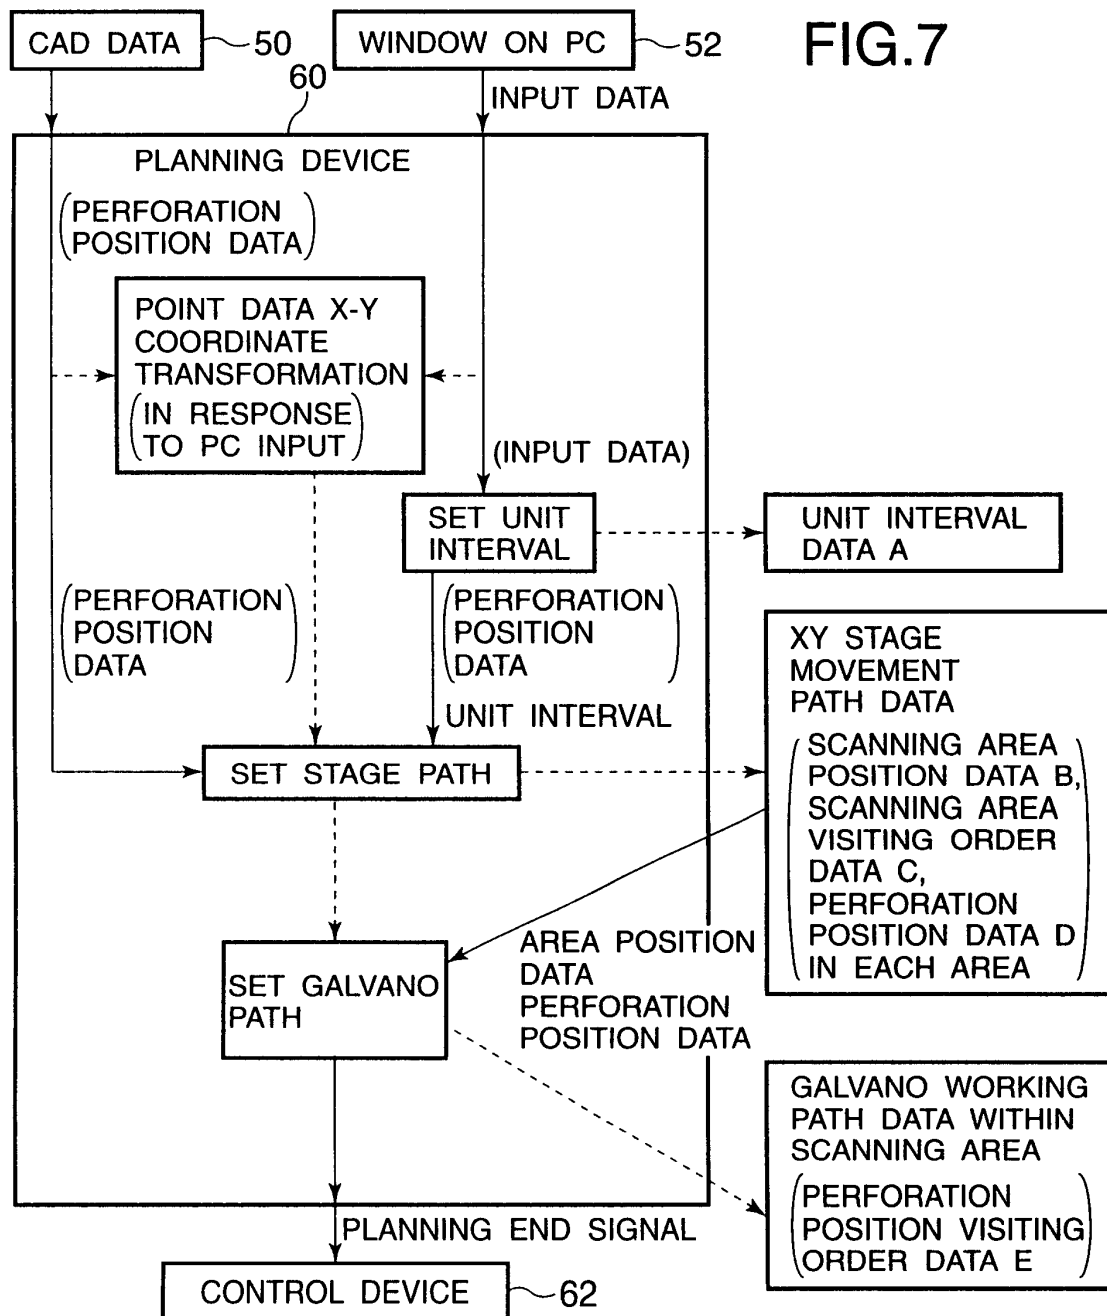 FIG.7
CAD DATA
50
WINDOW ON PC
52
60
INPUT DATA
PLANNING DEVICE
(PERFORATION
POSITION DATA)
POINT DATA X-Y
COORDINATE
TRANSFORMATION
(IN RESPONSE
TO PC INPUT)
(INPUT DATA)
SET UNIT
INTERVAL
UNIT INTERVAL
DATA A
(PERFORATION
POSITION
DATA)
(PERFORATION
POSITION
DATA)
UNIT INTERVAL
SET STAGE PATH
XY STAGE
MOVEMENT
PATH DATA
(SCANNING AREA
POSITION DATA B,
SCANNING AREA
VISITING ORDER
DATA C,
PERFORATION
POSITION DATA D
IN EACH AREA)
AREA POSITION
DATA
PERFORATION
POSITION DATA
SET GALVANO
PATH
GALVANO WORKING
PATH DATA WITHIN
SCANNING AREA
(PERFORATION
POSITION VISITING
ORDER DATA E)
PLANNING END SIGNAL
CONTROL DEVICE
62